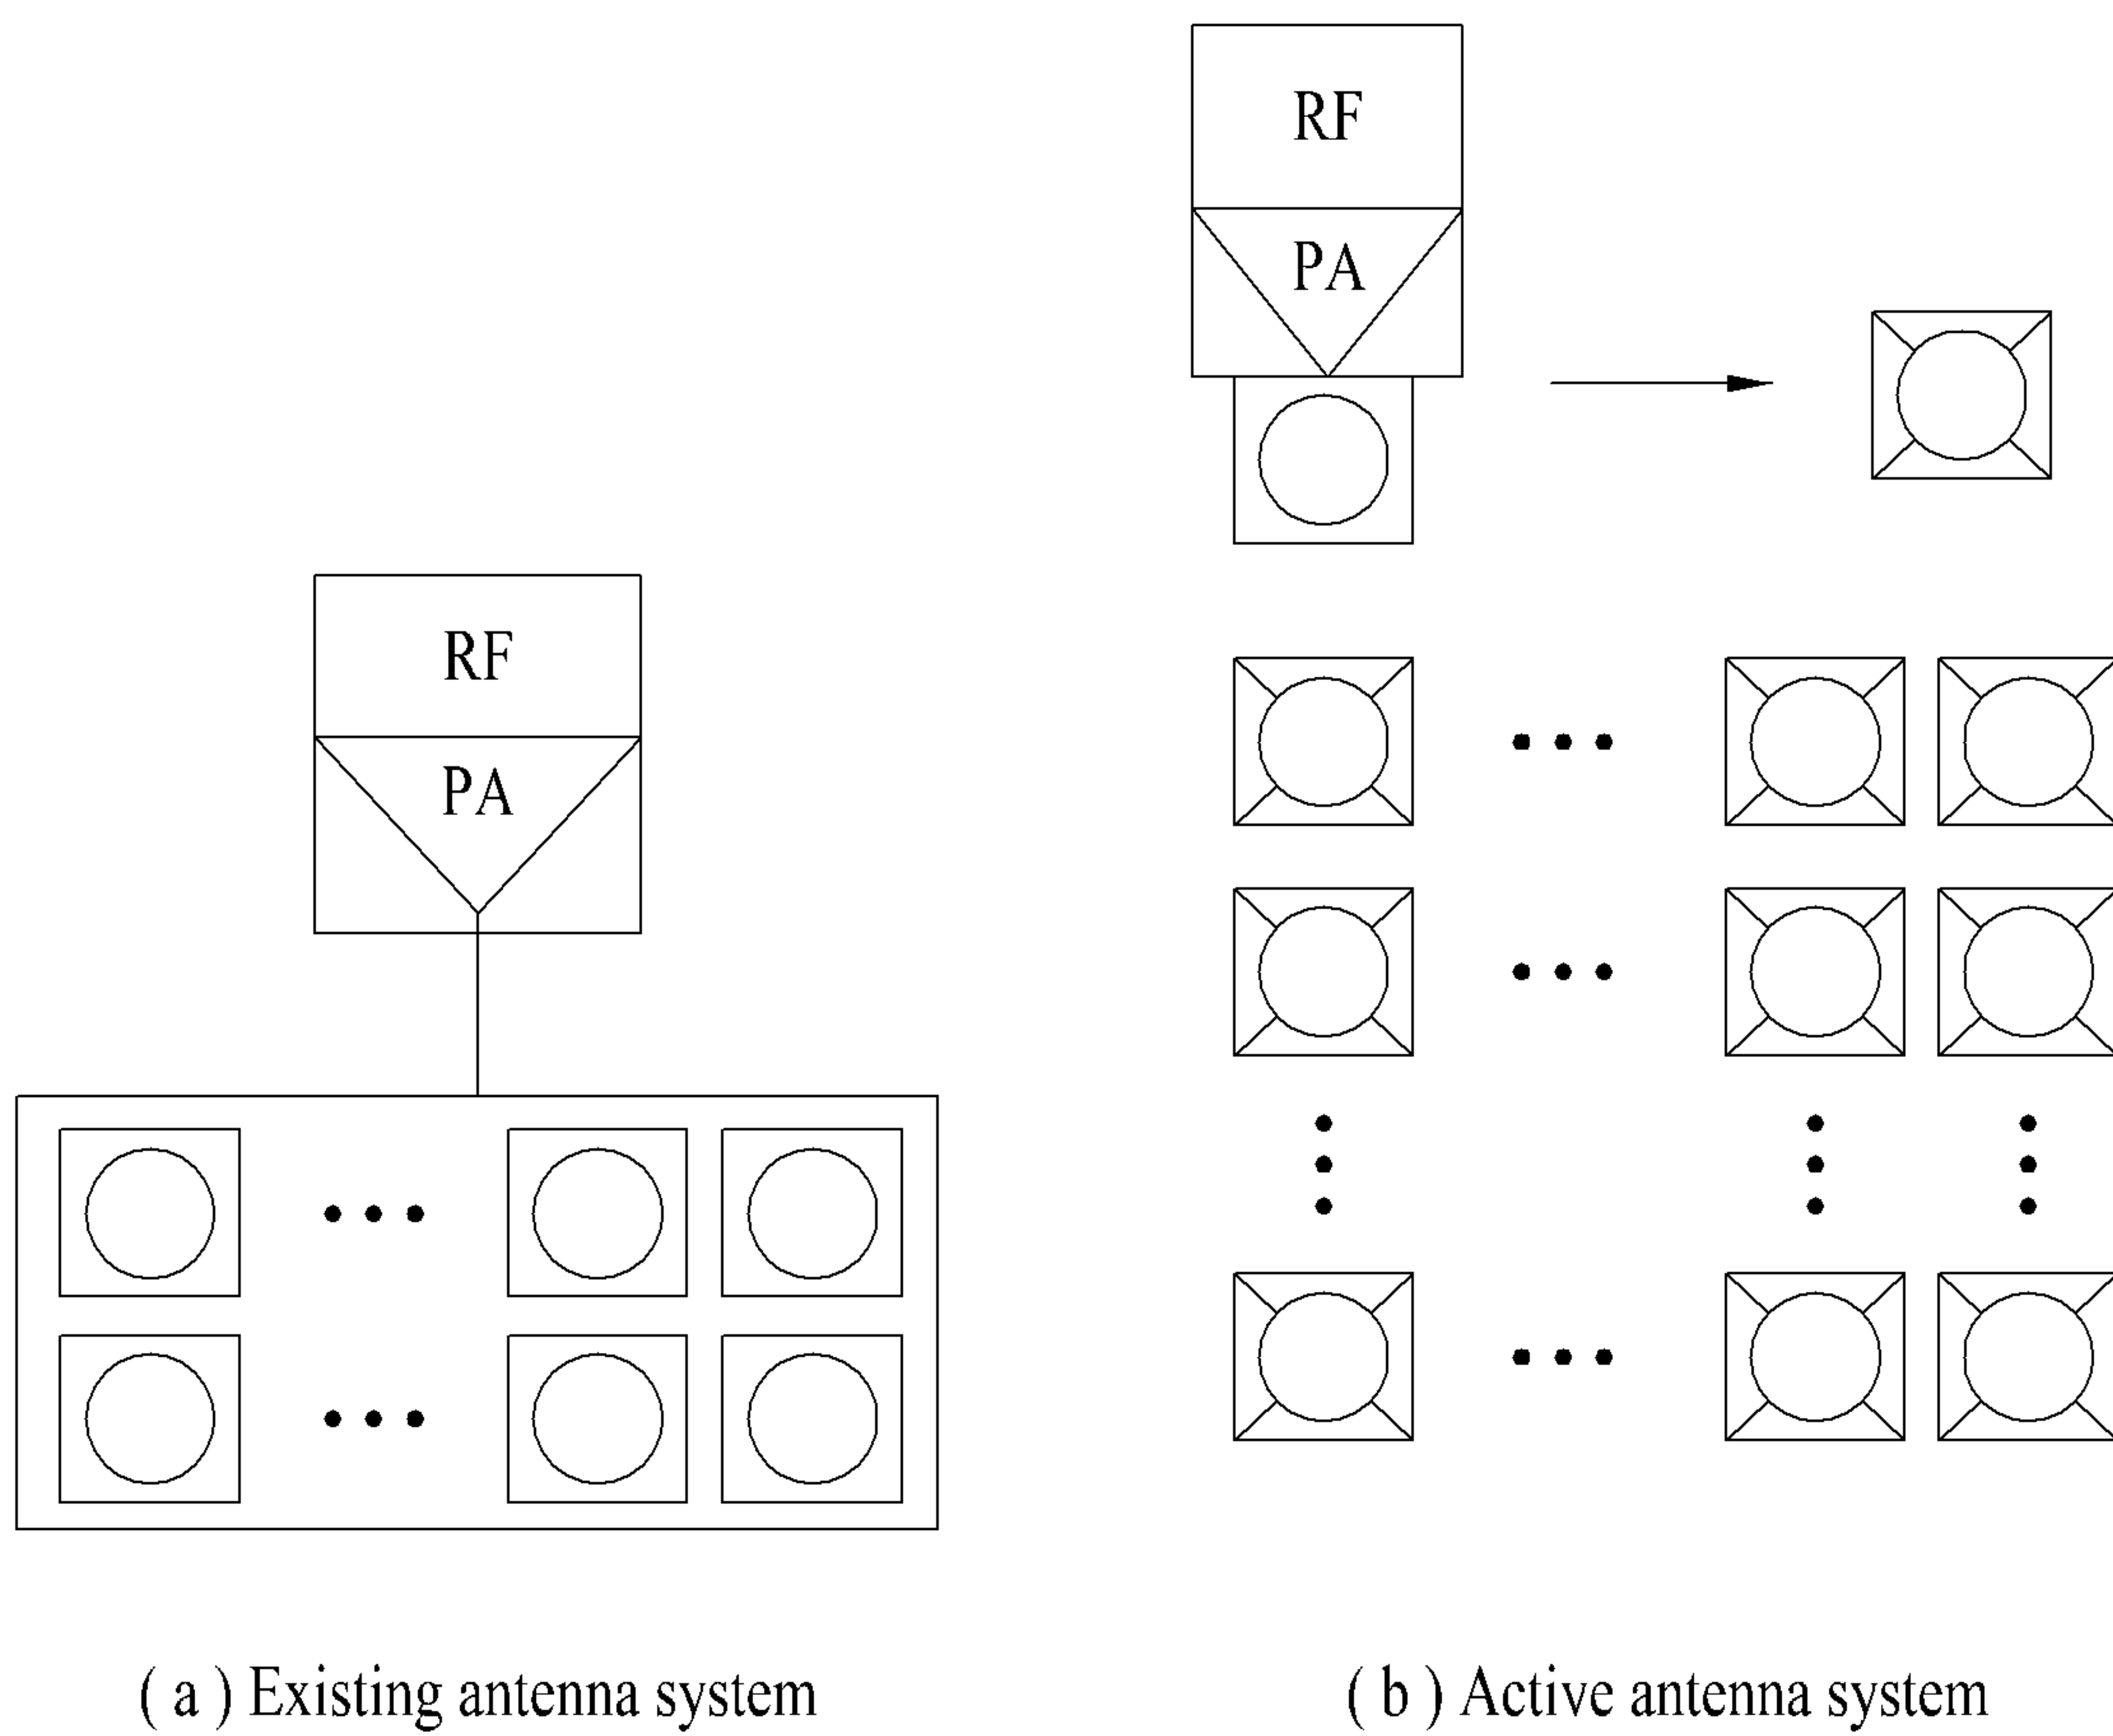 RF
PA
RF
PA
( a ) Existing antenna system
( b ) Active antenna system